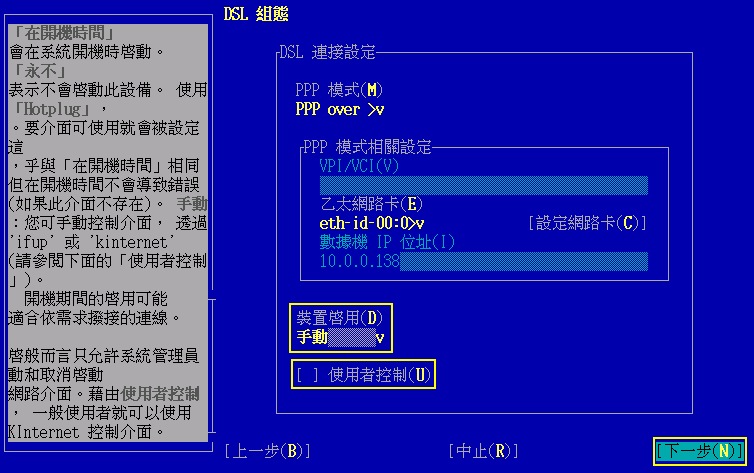 DSL 組態
「在開機時間」
會在系統開機時啓動。
「永不」
表示不會啓動此設備。 使用
「Hotplug」,
。要介面可使用就會被設定
這
,乎與「在開機時間」相同
但在開機時間不會導致錯誤
(如果此介面不存在)。 手動
：您可手動控制介面， 透過
'ifup' 或 'kinternet'
(請參閱下面的「使用者控制
」)。
開機期間的啓用可能
適合依需求撥接的連線。
啓般而言只允許系統管理員
動和取消啓動
網路介面。藉由使用者控制
， 一般使用者就可以使用
KInternet 控制介面。
DSL 連接設定
PPP 模式(M)
PPP over >v
PPP 模式相關設定
VPI/VCI(V)
乙太網路卡(E)
eth-id-00:0>v [設定網路卡(C)]
數據機 IP 位址(I)
10.0.0.138
裝置啓用(D)
手動 v
[ ] 使用者控制(U)
[上一步(B)] [中止(R)] [下一步(N)]